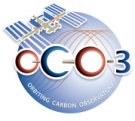 OCO-3
ORBITING CARBON OBSERVATORY